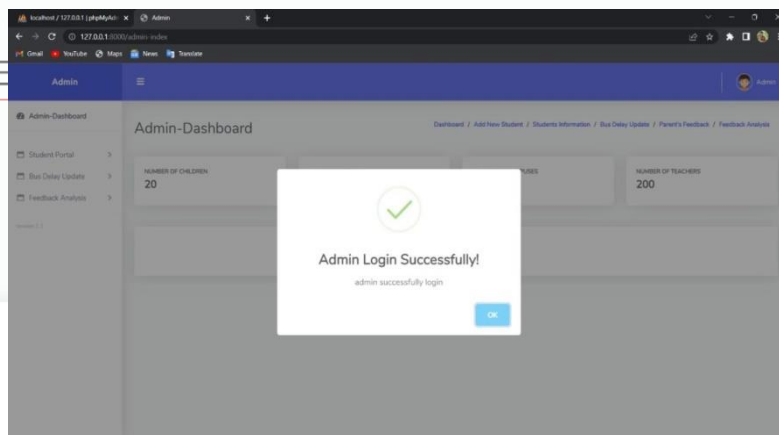 localhost / 127.0.0.1 | phpMyAdm
Admin
127.0.0.1:8000/admin-index
Gmail YouTube Maps News Translate
Admin
Admin
Admin-Dashboard
Admin-Dashboard
Dashboard / Add New Student / Students Information / Bus Delay Update / Parent's Feedback / Feedback Analysis
Student Portal
Bus Delay Update
Feedback Analysis
NUMBER OF CHILDREN
20
NUMBER OF TEACHERS
200
Admin Login Successfully!
admin successfully login
OK